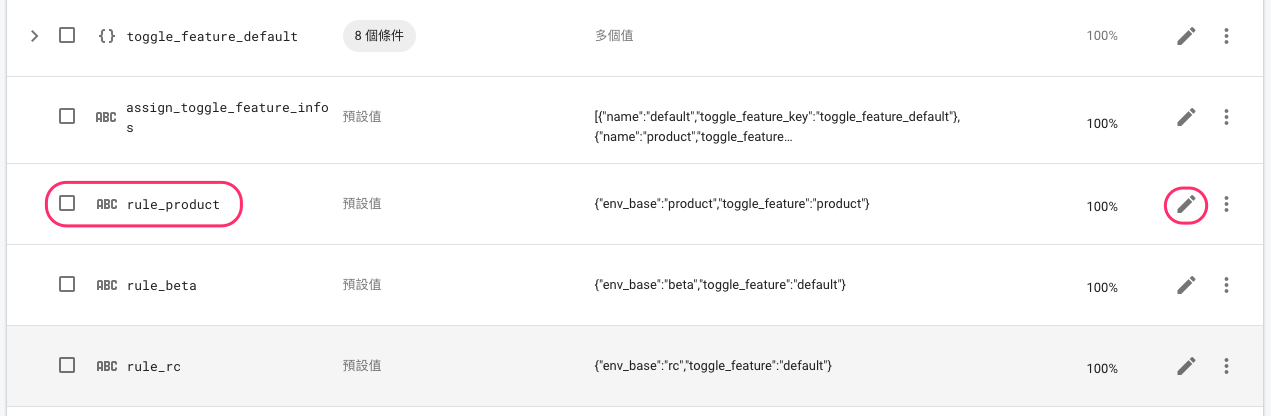 {} toggle_feature_default 8 個條件 多個值 100%
ABC assign_toggle_feature_info
s 預設值 [{"name":"default","toggle_feature_key":"toggle_feature_default"},
{"name":"product","toggle_feature… 100%
ABC rule_product 預設值 {"env_base":"product","toggle_feature":"product"} 100%
ABC rule_beta 預設值 {"env_base":"beta","toggle_feature":"default"} 100%
ABC rule_rc 預設值 {"env_base":"rc","toggle_feature":"default"} 100%